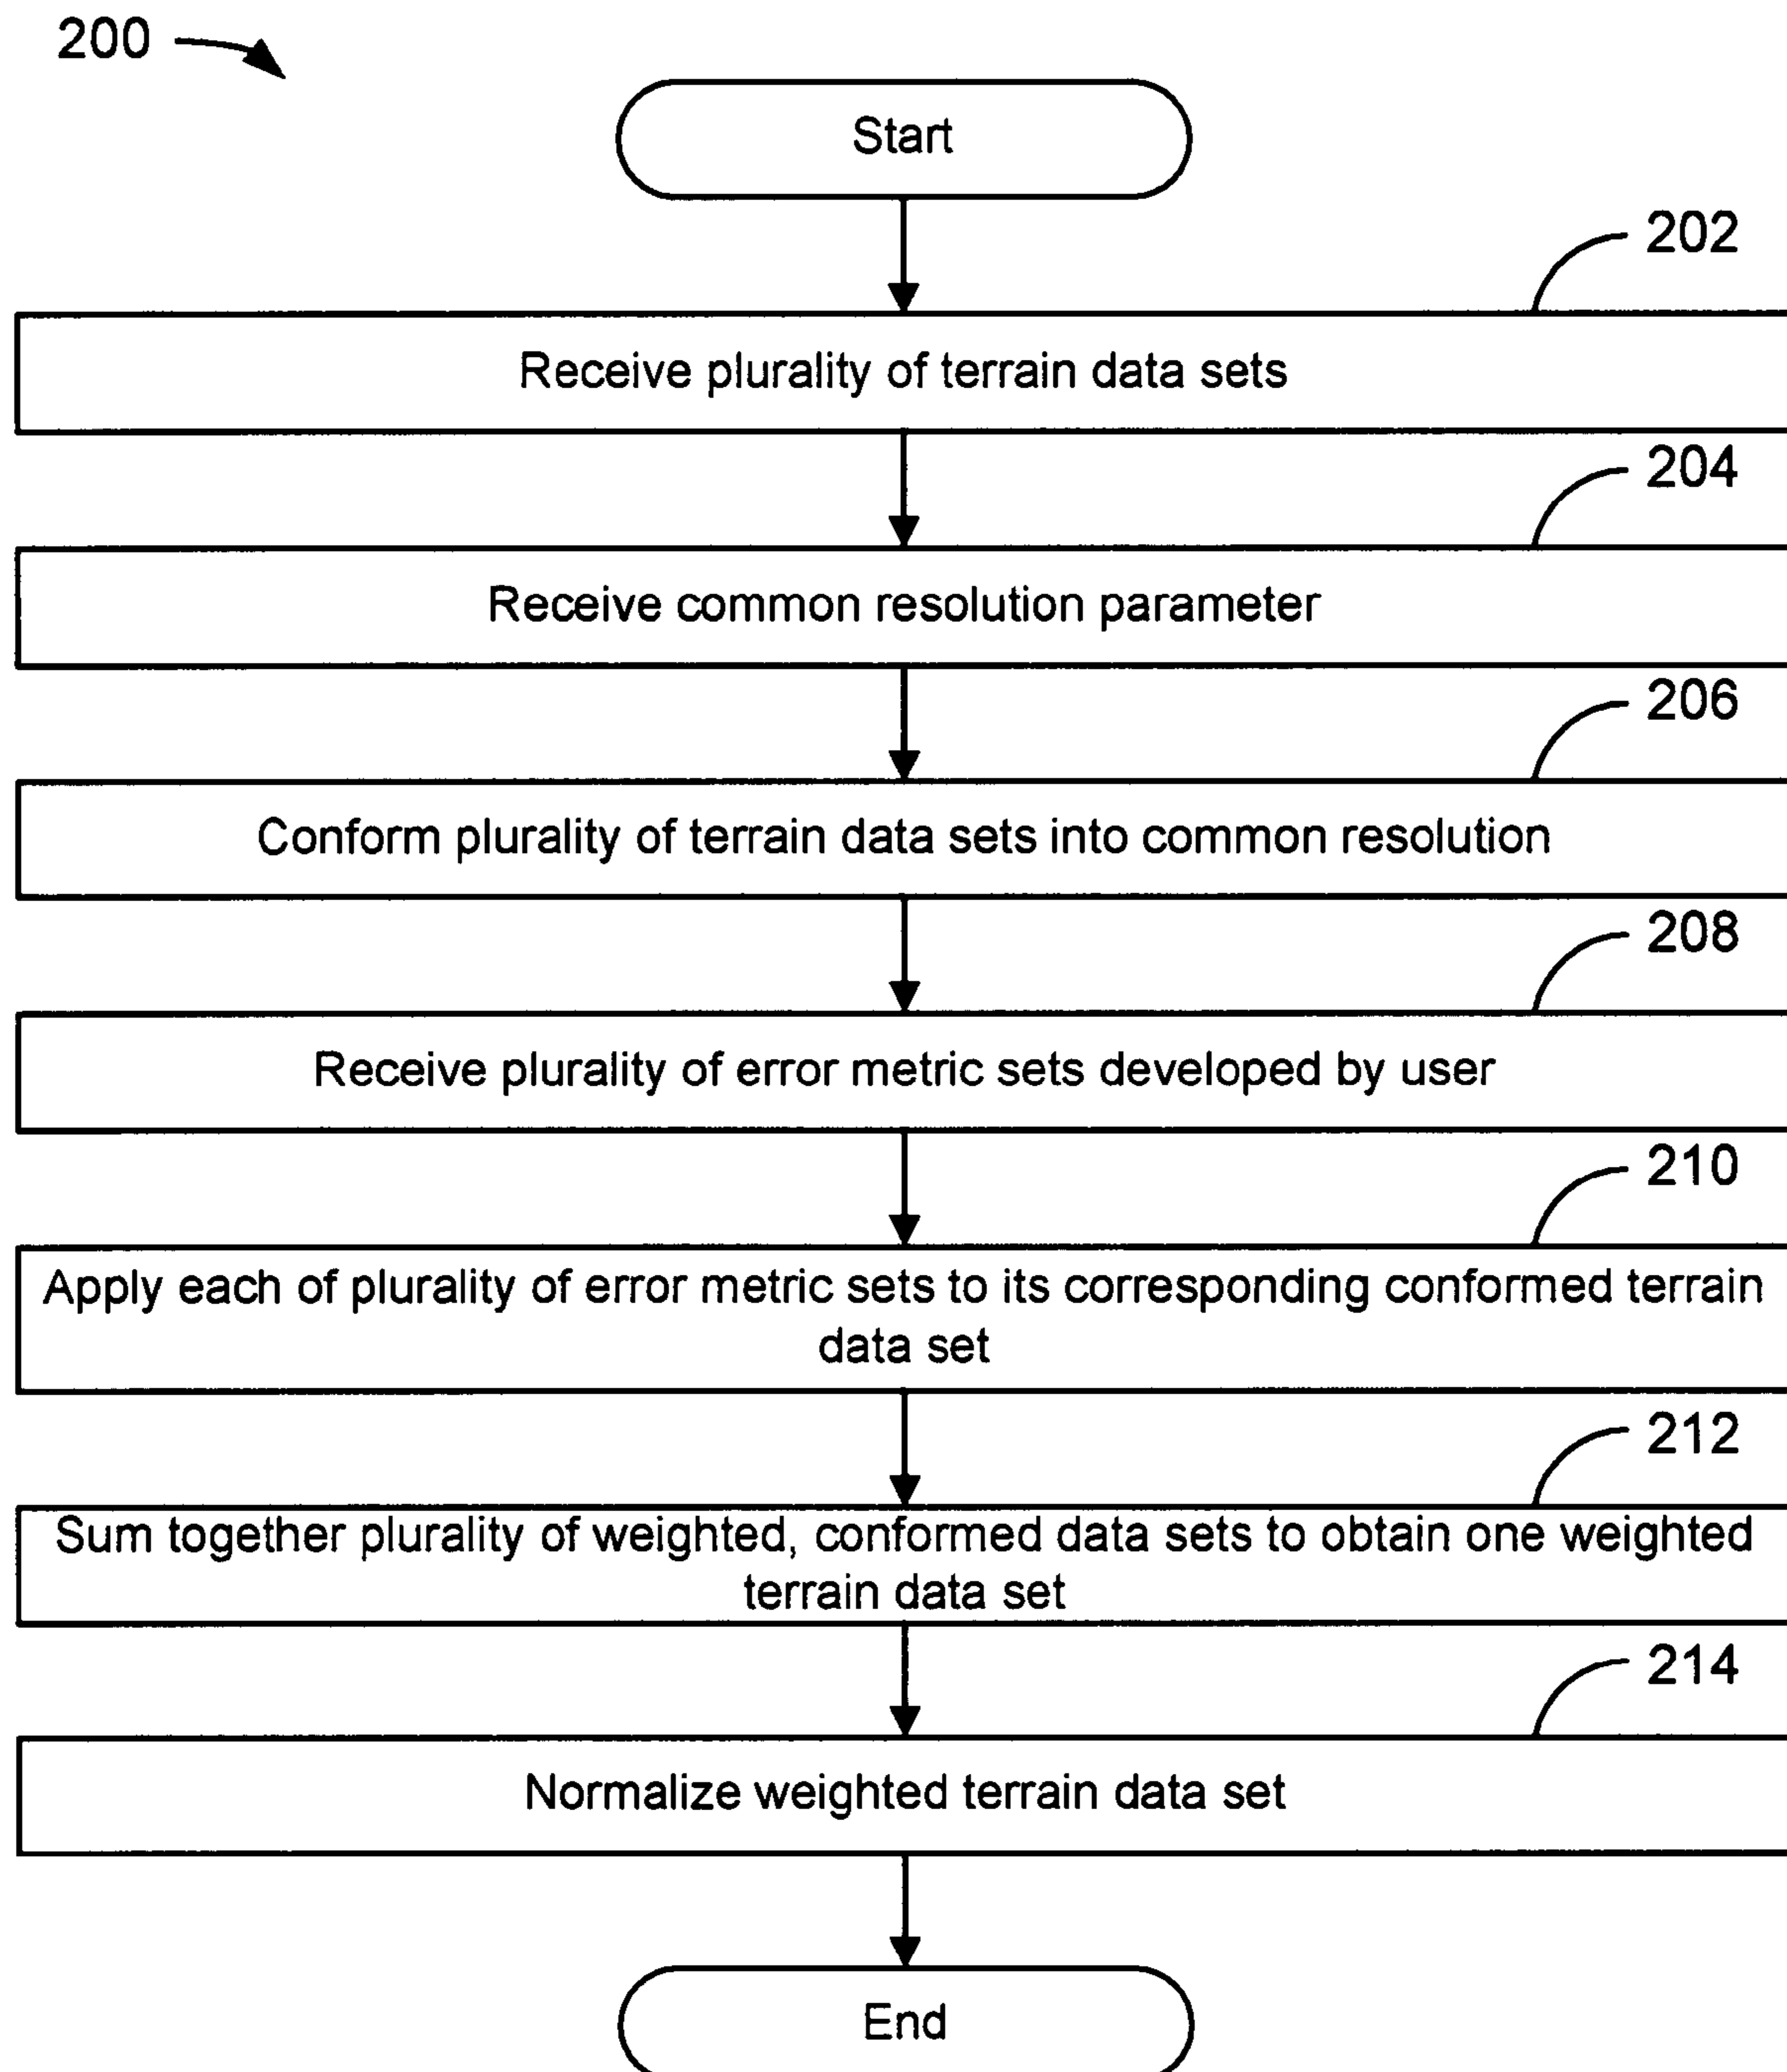 200
Start
202
Receive plurality of terrain data sets
204
Receive common resolution parameter
206
Conform plurality of terrain data sets into common resolution
208
Receive plurality of error metric sets developed by user
210
Apply each of plurality of error metric sets to its corresponding conformed terrain
data set
212
Sum together plurality of weighted, conformed data sets to obtain one weighted
terrain data set
214
Normalize weighted terrain data set
End